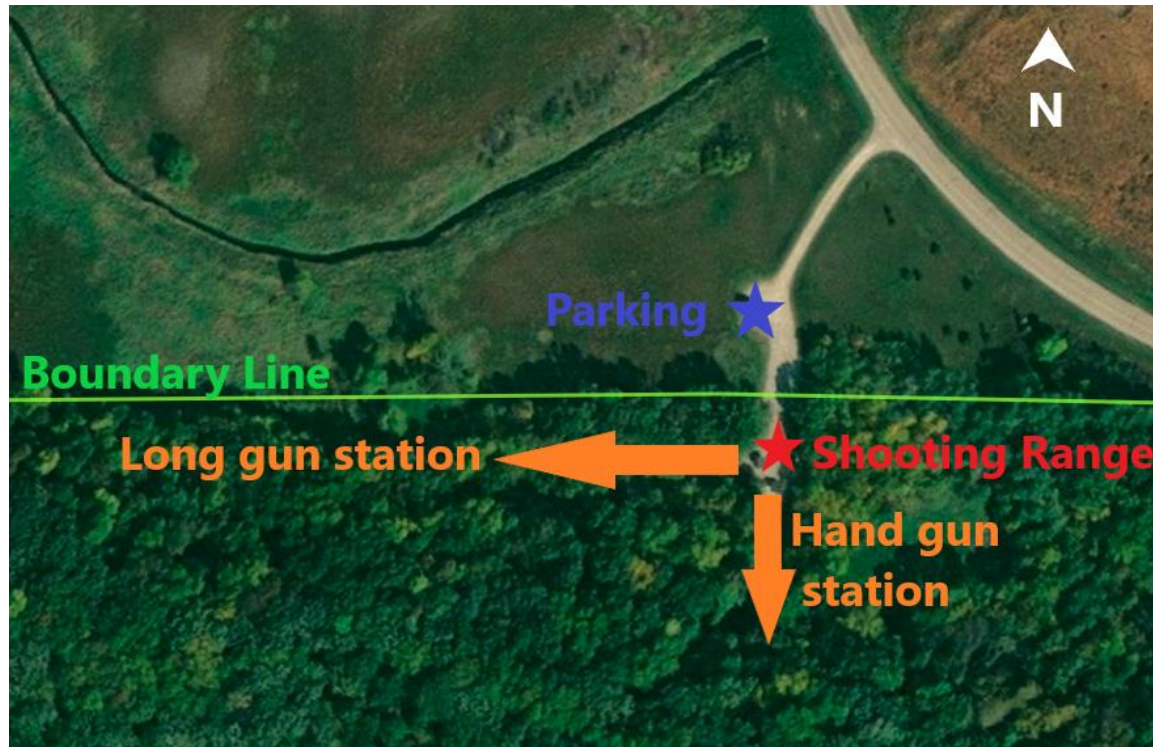 N
Parking
Boundary Line
Long gun station
Shooting Range
Hand gun
station